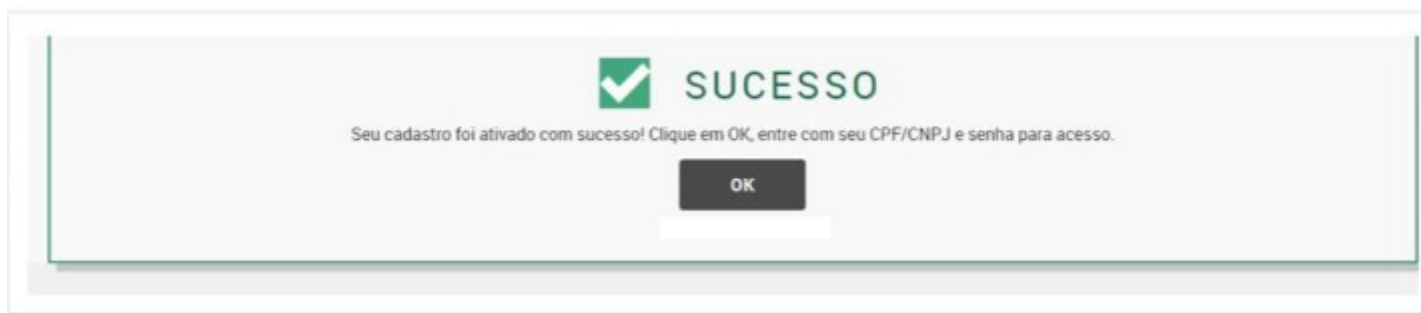 SUCESSO
Seu cadastro foi ativado com sucesso! Clique em OK, entre com seu CPF/CNPJ e senha para acesso.
OK